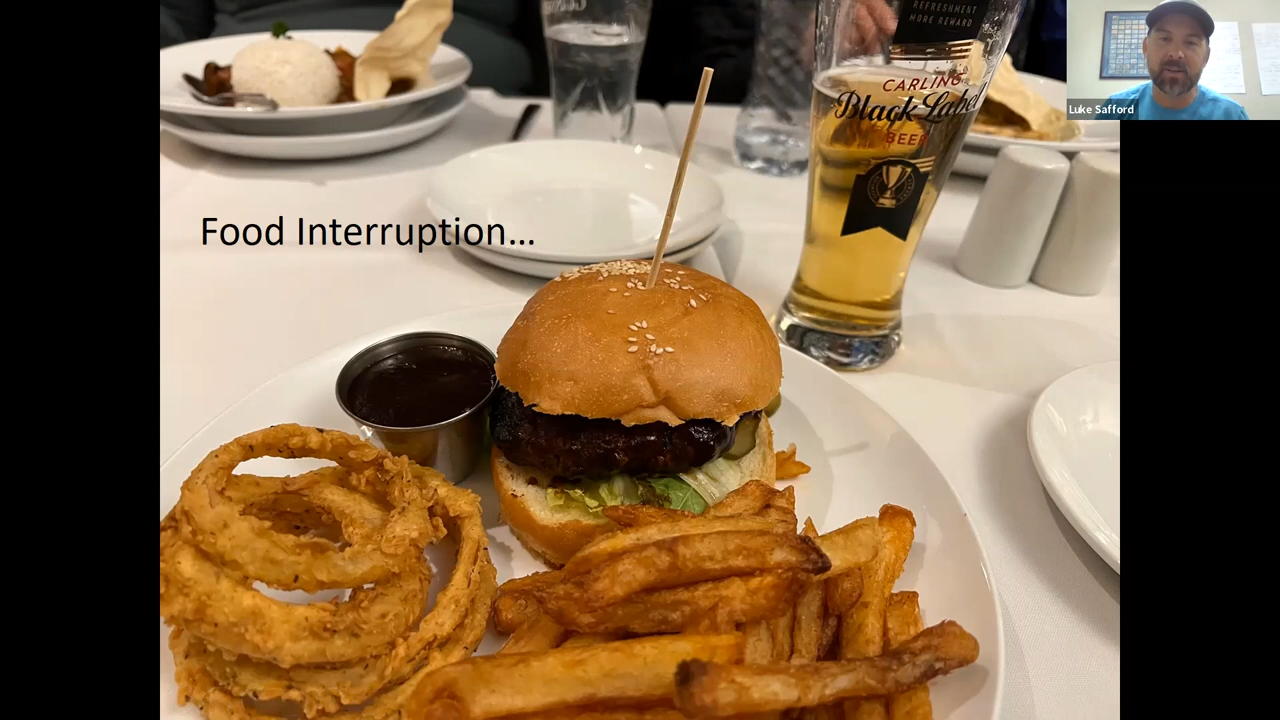 REFRESHMENT
MORE REWARD
CARLING
Black Label
BEER
Luke Safford
Food Interruption...